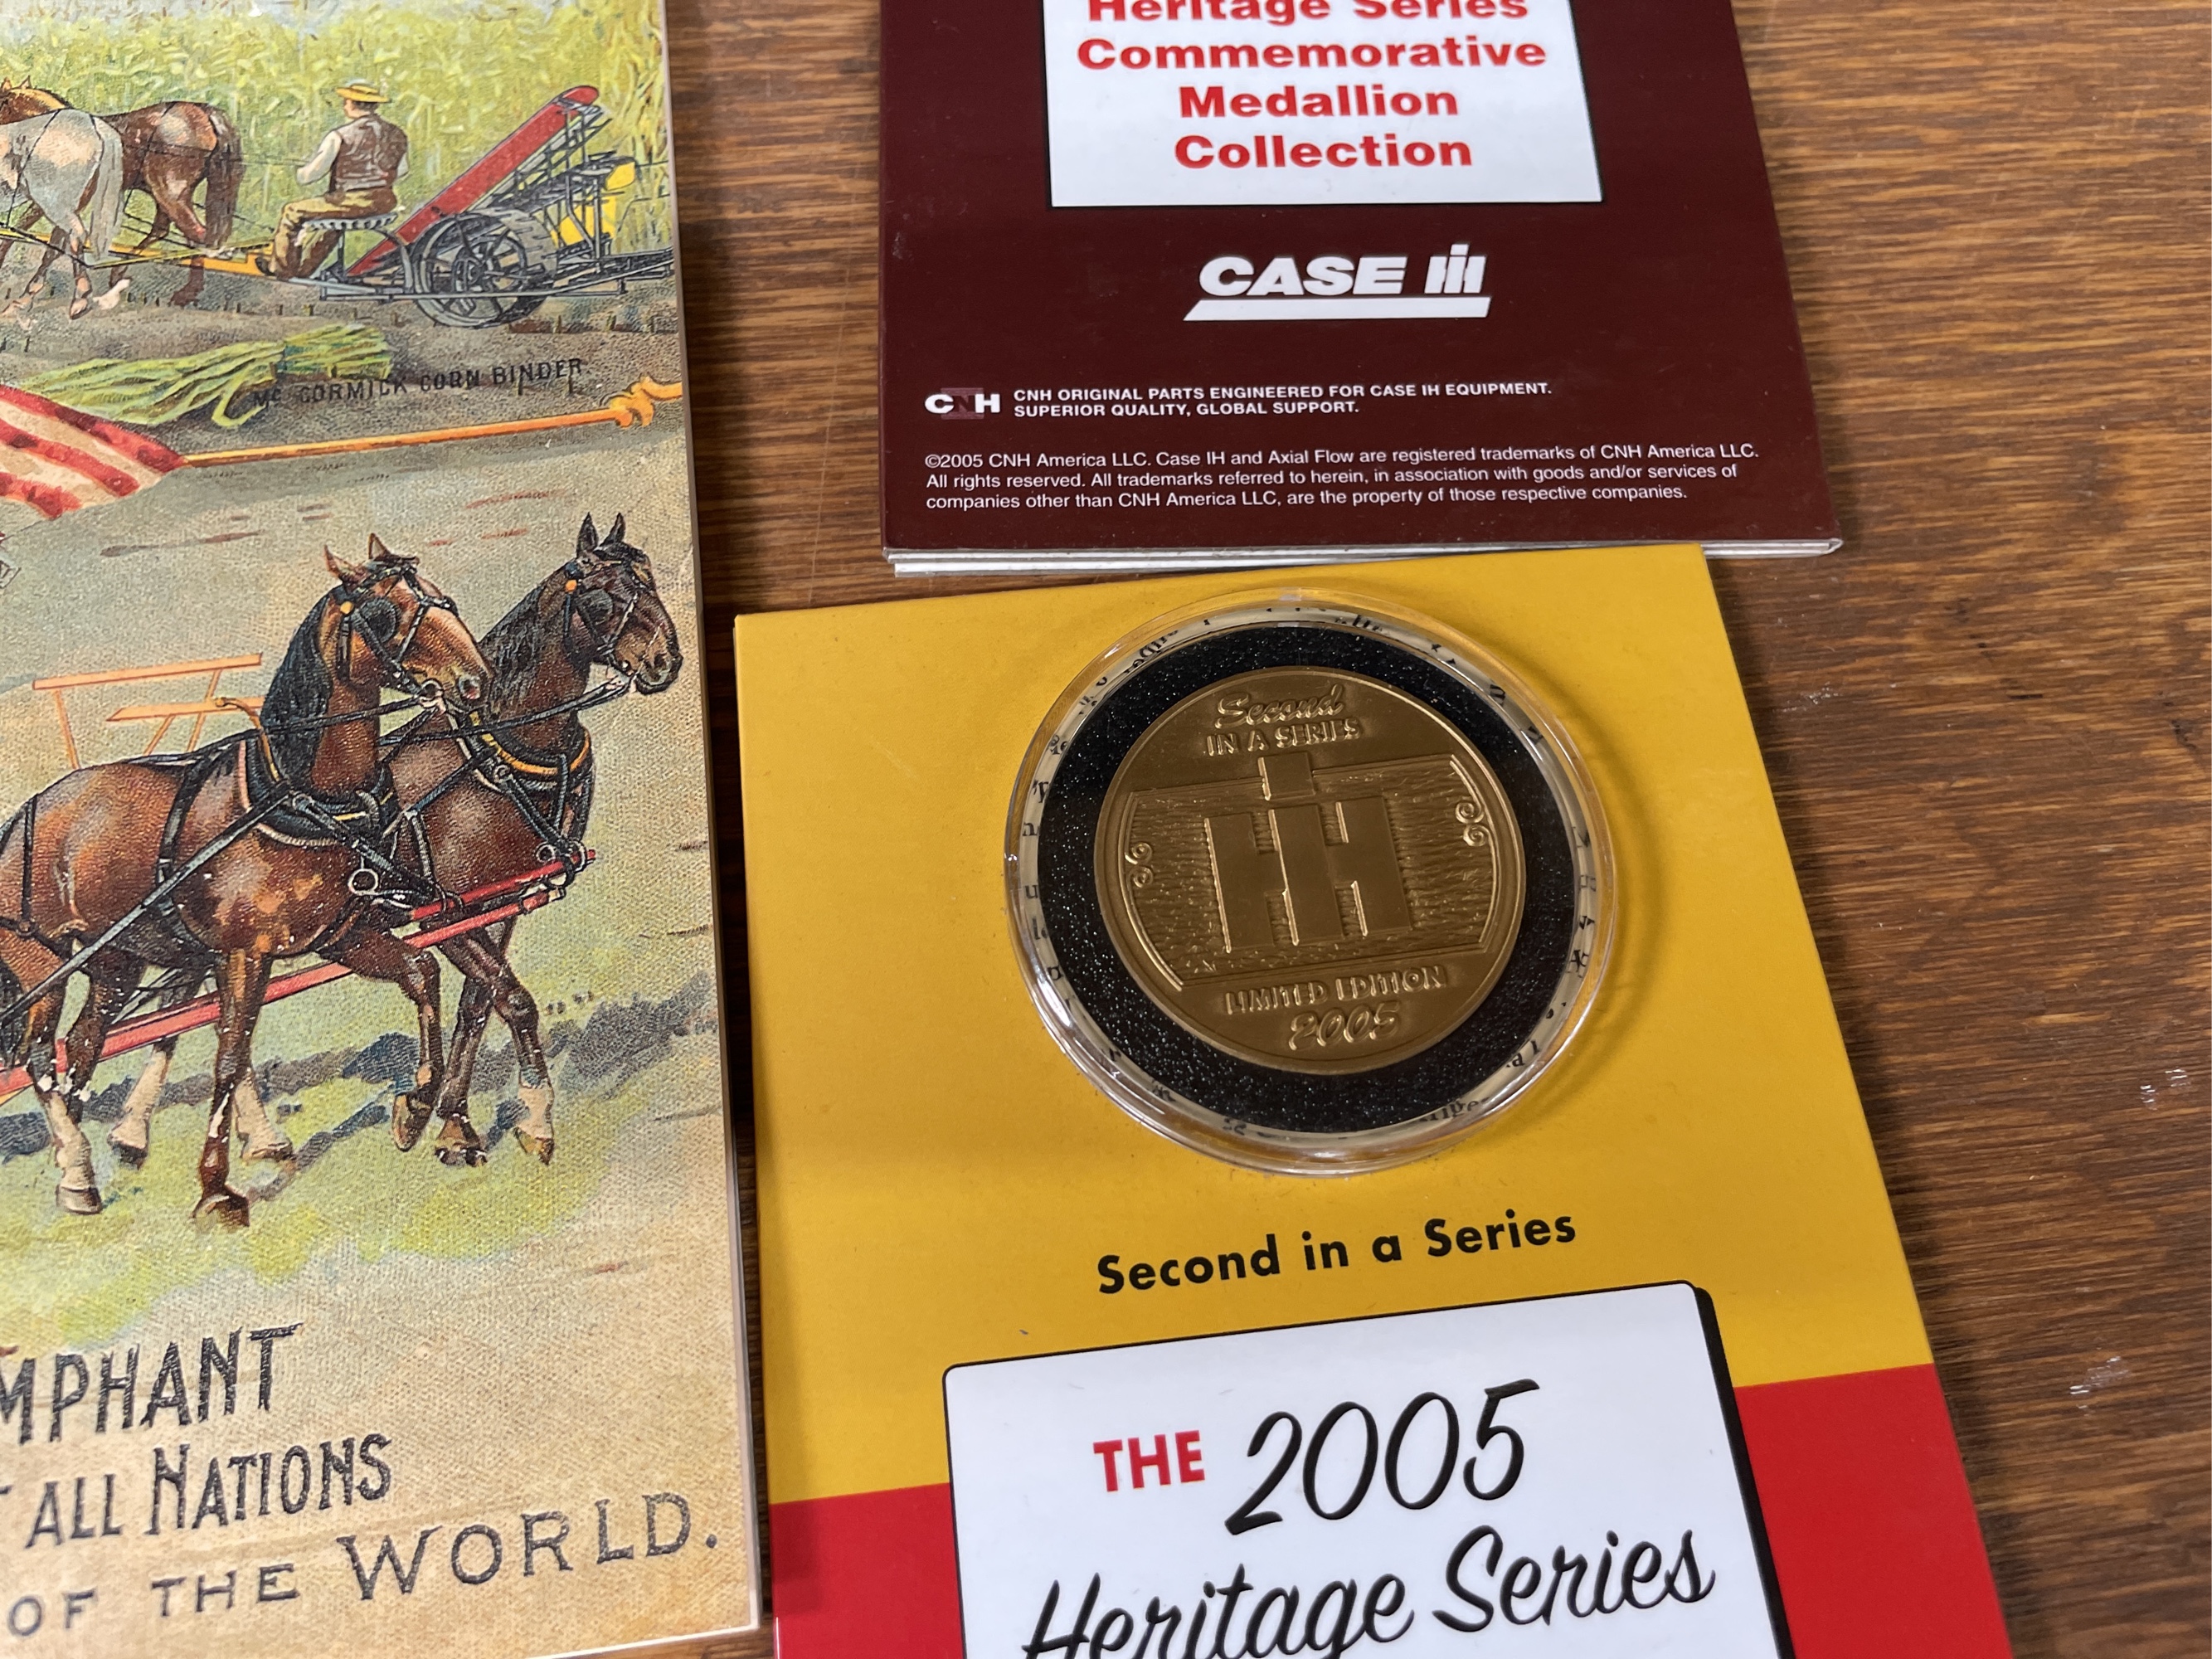 Mc CORMICK CORN BINDER.
MPHANT
ALL NATIONS
OF THE WORLD.
Heritage Series
Commemorative
Medallion
Collection
CASE IH
CNH
CNH ORIGINAL PARTS ENGINEERED FOR CASE IH EQUIPMENT.
SUPERIOR QUALITY, GLOBAL SUPPORT.
©2005 CNH America LLC. Case IH and Axial Flow are registered trademarks of CNH America LLC.
All rights reserved. All trademarks referred to herein, in association with goods and/or services of
companies other than CNH America LLC, are the property of those respective companies.
Second
IN A SERIES
IH
LIMITED EDITION
2005
Second in a Series
THE 2005
Heritage Series